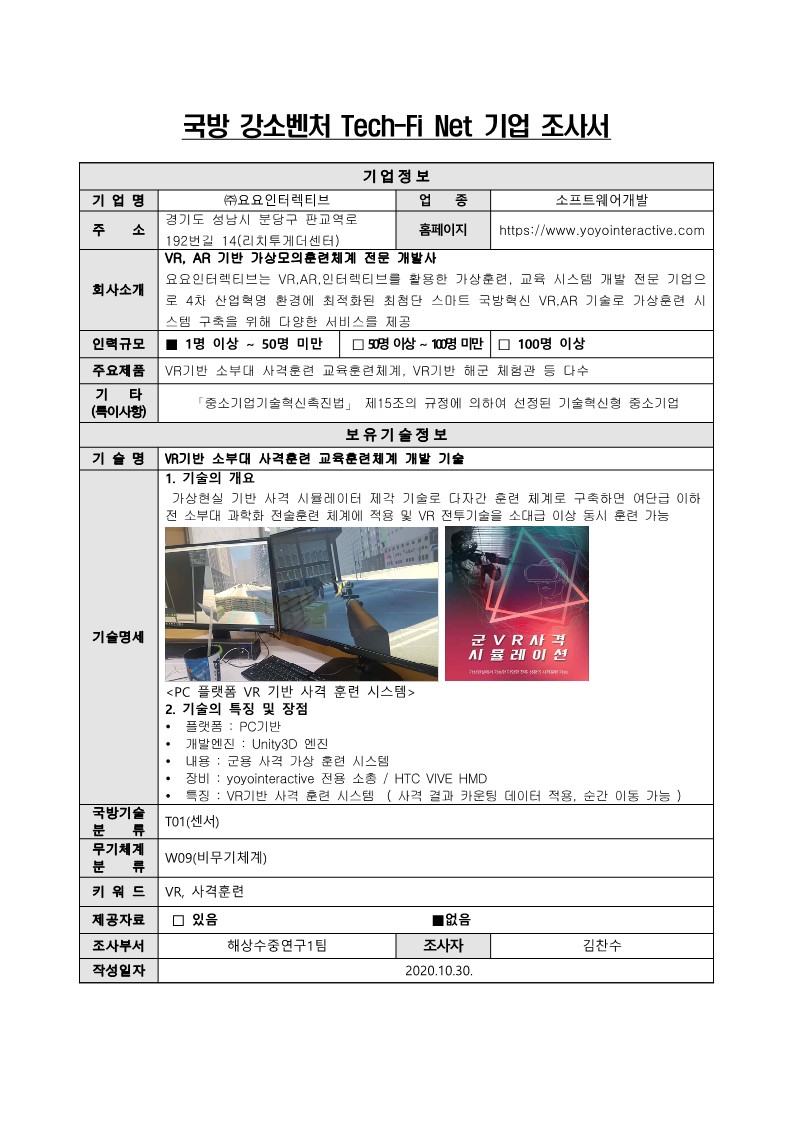 국방 강소벤처 Tech-Fi Net 기업 조사서
기업정보
기 업 명 ㈜요요인터렉티브 업 종 소프트웨어개발
주 소 경기도 성남시 분당구 판교역로
192번길 14(리치투게더센터) 홈페이지 https://www.yoyointeractive.com
회사소개 VR, AR 기반 가상모의훈련체계 전문 개발사
요요인터렉티브는 VR,AR,인터렉티브를 활용한 가상훈련, 교육 시스템 개발 전문 기업으
로 4차 산업혁명 환경에 최적화된 최첨단 스마트 국방혁신 VR,AR 기술로 가상훈련 시
스템 구축을 위해 다양한 서비스를 제공
인력규모 ■ 1명 이상 ~ 50명 미만 □ 50명 이상 ~ 100명 미만 □ 100명 이상
주요제품 VR기반 소부대 사격훈련 교육훈련체계, VR기반 해군 체험관 등 다수
기 타
(특이사항) 「중소기업기술혁신촉진법」 제15조의 규정에 의하여 선정된 기술혁신형 중소기업
보유기술정보
기 술 명 VR기반 소부대 사격훈련 교육훈련체계 개발 기술
기술명세 1. 기술의 개요
가상현실 기반 사격 시뮬레이터 제각 기술로 다자간 훈련 체계로 구축하면 여단급 이하
전 소부대 과학화 전술훈련 체계에 적용 및 VR 전투기술을 소대급 이상 동시 훈련 가능
군VR사격
시뮬레이션
<PC 플랫폼 VR 기반 사격 훈련 시스템>
2. 기술의 특징 및 장점
• 플랫폼 : PC기반
• 개발엔진 : Unity3D 엔진
• 내용 : 군용 사격 가상 훈련 시스템
• 장비 : yoyointeractive 전용 소총 / HTC VIVE HMD
• 특징 : VR기반 사격 훈련 시스템 ( 사격 결과 카운팅 데이터 적용, 순간 이동 가능 )
국방기술
분 류 T01(센서)
무기체계
분 류 W09(비무기체계)
키 워 드 VR, 사격훈련
제공자료 □ 있음 ■없음
조사부서 해상수중연구1팀 조사자 김찬수
작성일자 2020.10.30.